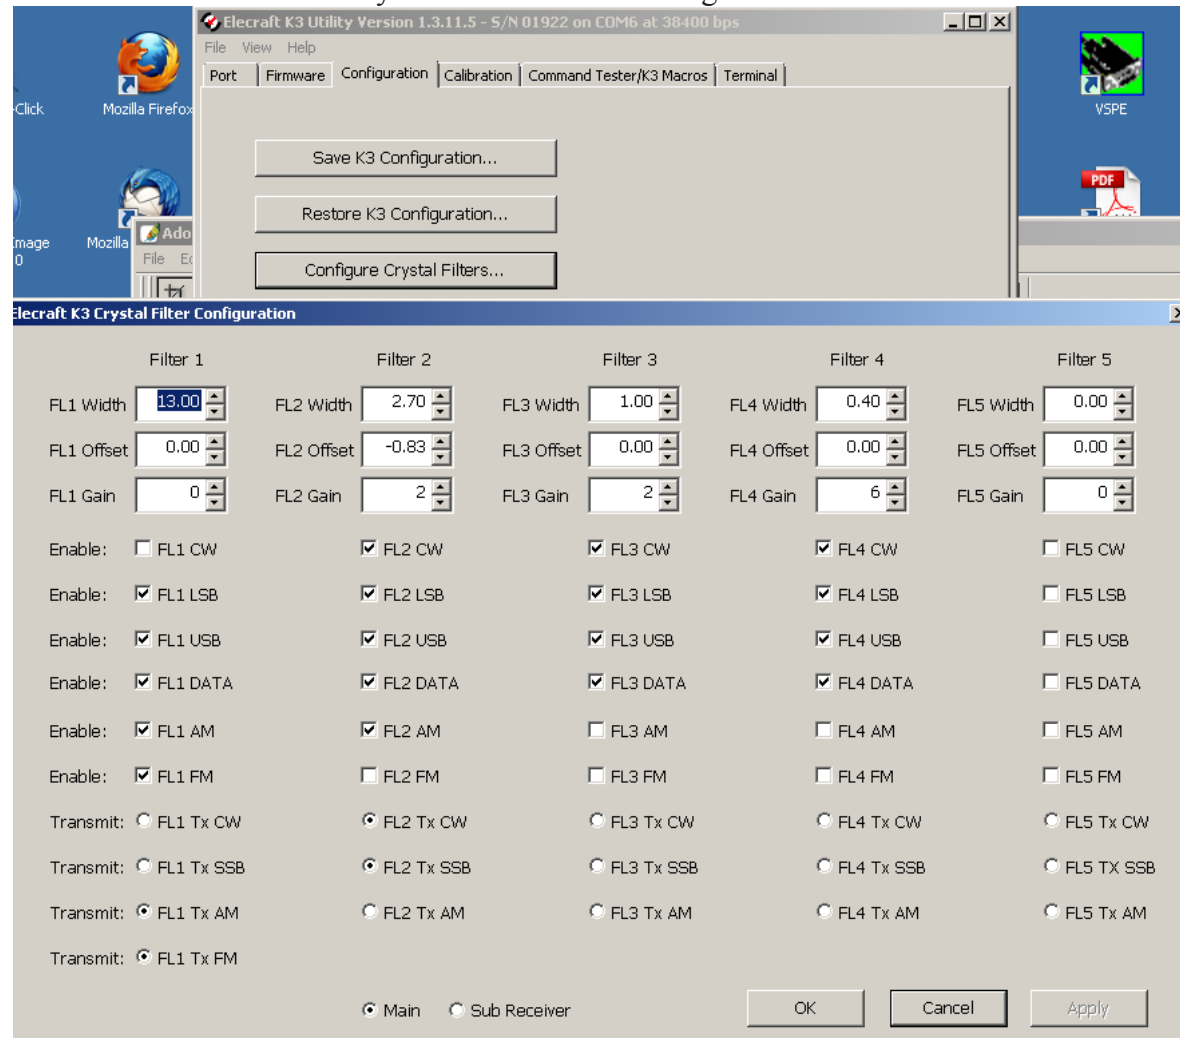 Elecraft K3 Utility Version 1.3.11.5 - S/N 01922 on COM6 at 38400 bps
File View Help
Port Firmware Configuration Calibration Command Tester/K3 Macros Terminal
Click
Mozilla Firefox
VSPE
Save K3 Configuration...
PDF
Restore K3 Configuration...
Mozilla
Ado
File
Configure Crystal Filters...
Elecraft K3 Crystal Filter Configuration
Filter 1 Filter 2 Filter 3 Filter 4 Filter 5
FL1 Width 13.00 FL2 Width 2.70 FL3 Width 1.00 FL4 Width 0.40 FL5 Width 0.00
FL1 Offset 0.00 FL2 Offset -0.83 FL3 Offset 0.00 FL4 Offset 0.00 FL5 Offset 0.00
FL1 Gain 0 FL2 Gain 2 FL3 Gain 2 FL4 Gain 6 FL5 Gain 0
Enable: FL1 CW FL2 CW FL3 CW FL4 CW FL5 CW
Enable: FL1 LSB FL2 LSB FL3 LSB FL4 LSB FL5 LSB
Enable: FL1 USB FL2 USB FL3 USB FL4 USB FL5 USB
Enable: FL1 DATA FL2 DATA FL3 DATA FL4 DATA FL5 DATA
Enable: FL1 AM FL2 AM FL3 AM FL4 AM FL5 AM
Enable: FL1 FM FL2 FM FL3 FM FL4 FM FL5 FM
Transmit: FL1 Tx CW FL2 Tx CW FL3 Tx CW FL4 Tx CW FL5 Tx CW
Transmit: FL1 Tx SSB FL2 Tx SSB FL3 Tx SSB FL4 Tx SSB FL5 TX SSB
Transmit: FL1 Tx AM FL2 Tx AM FL3 Tx AM FL4 Tx AM FL5 Tx AM
Transmit: FL1 Tx FM
Main Sub Receiver OK Cancel Apply